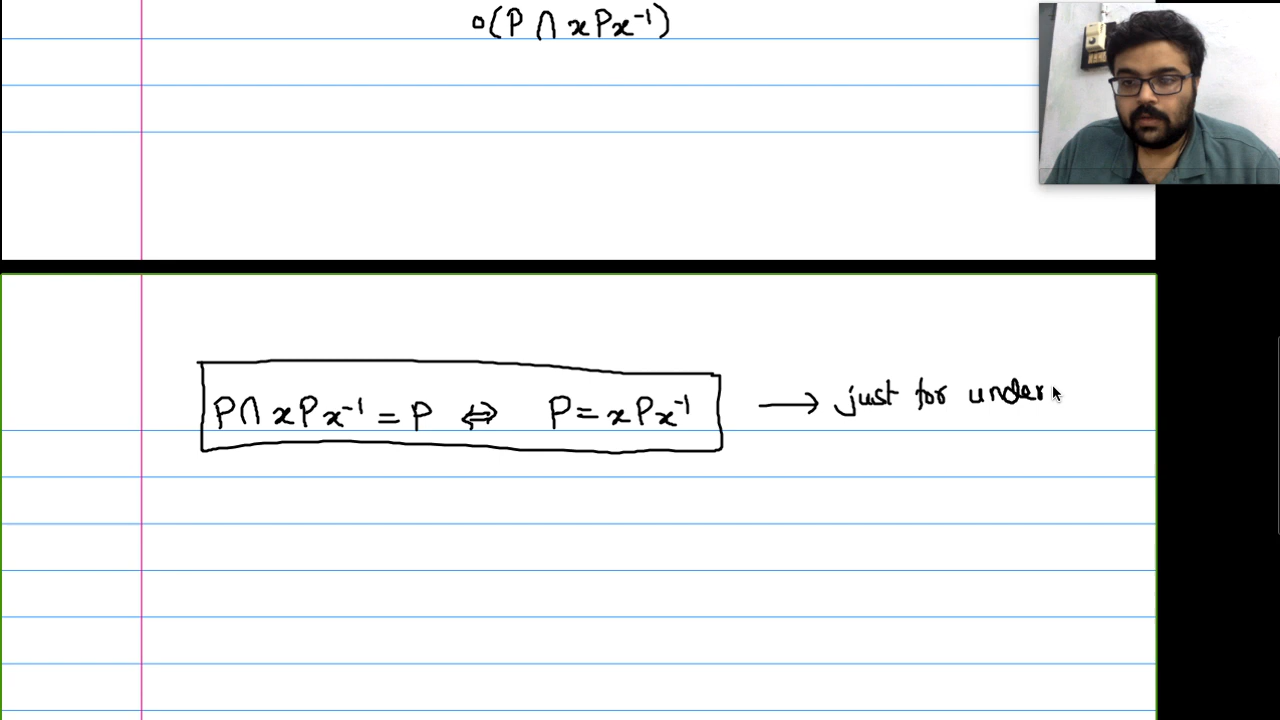 o(P ∩ xPx⁻¹)
P∩ xPx⁻¹ = P ⇔ P = xPx⁻¹ → just for under